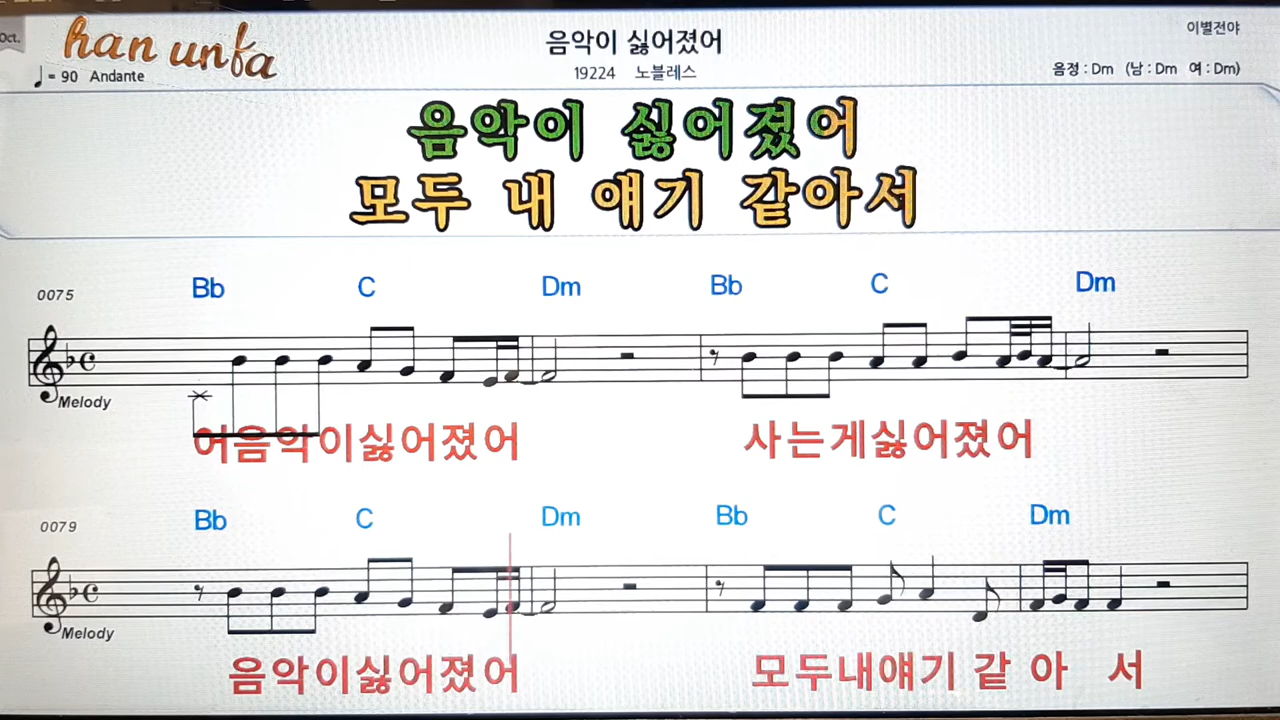 Oct.
han unfa
음악이 싫어졌어
이별전야
♩= 90 Andante
19224 노블레스
음정 : Dm (남 : Dm 여 : Dm)
음악이 싫어졌어
모두 내 얘기 같아서
0075 Bb C Dm Bb C Dm
Melody
어음악이싫어졌어 사는게싫어졌어
0079 Bb C Dm Bb C Dm
Melody
음악이싫어졌어 모두내얘기 같 아 서